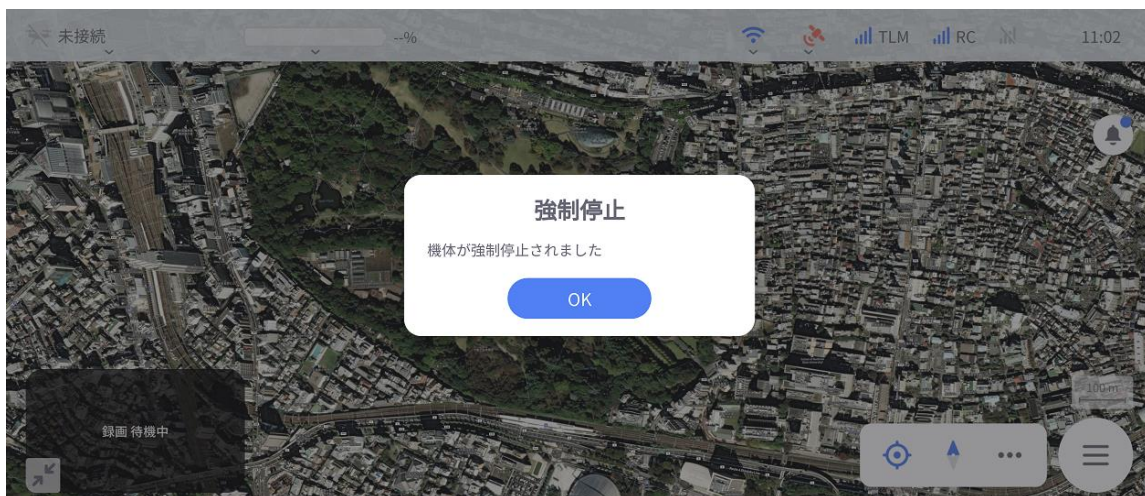 未接続
--%
TLM
RC
11:02
強制停止
機体が強制停止されました
OK
100 m
録画 待機中